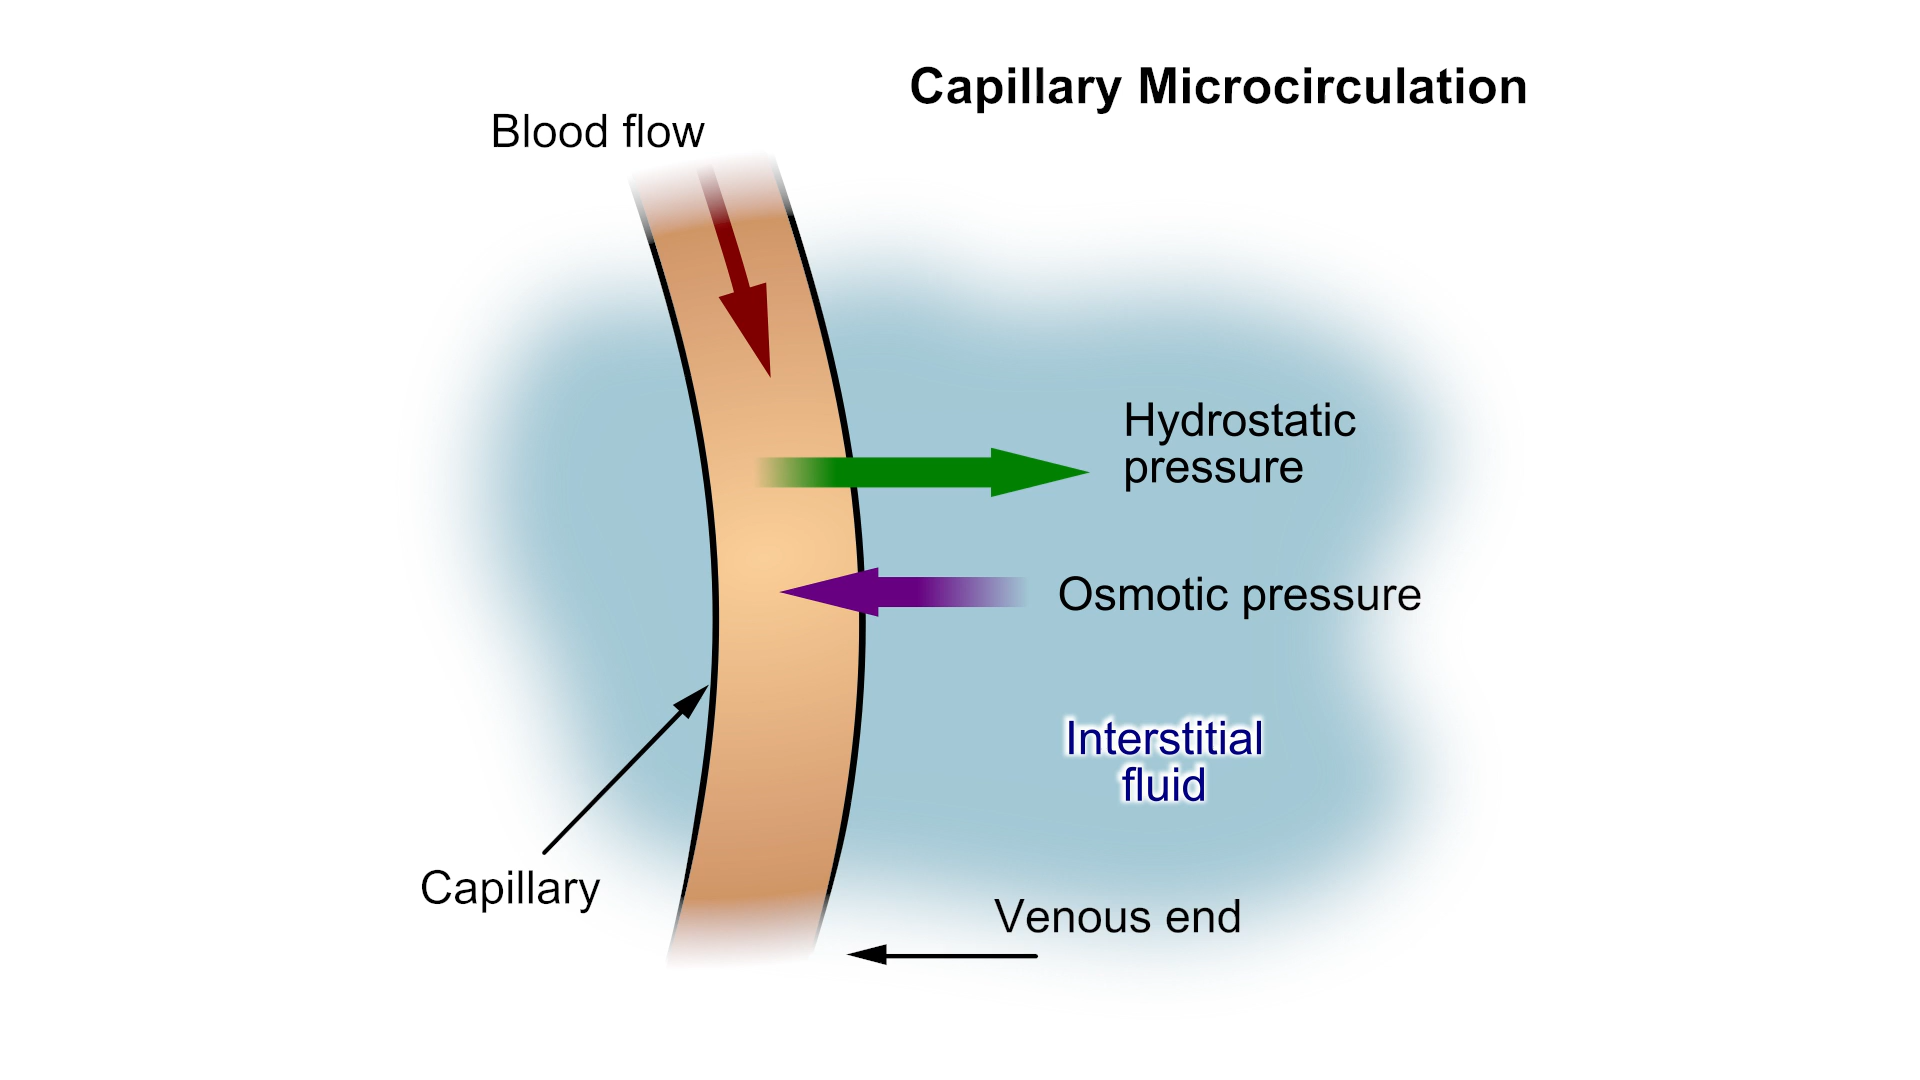 Capillary Microcirculation
Blood flow
Hydrostatic
pressure
Osmotic pressure
Interstitial
fluid
Capillary
Venous end